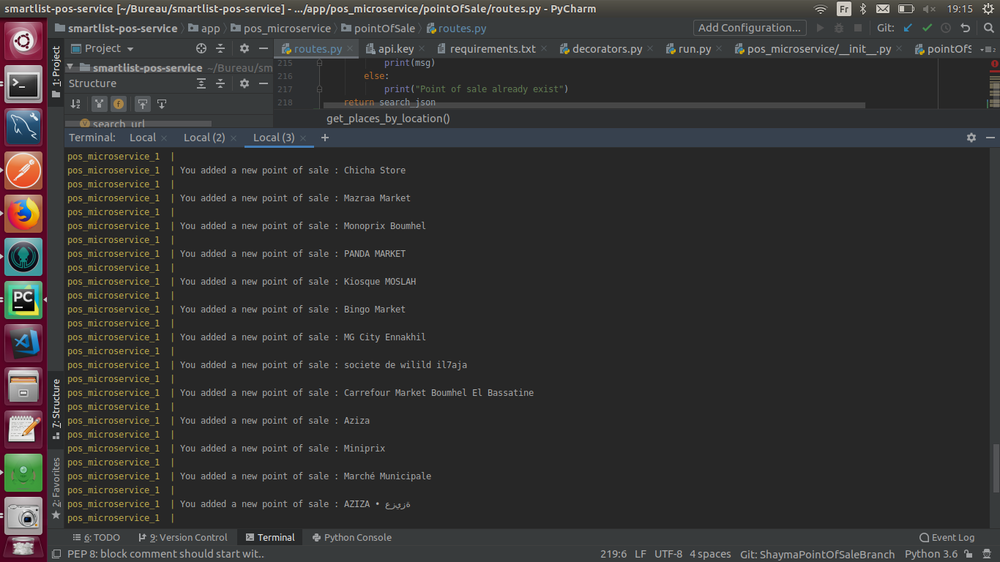 smartlist-pos-service [~/Bureau/smartlist-pos-service] - .../app/pos_microservice/pointOfSale/routes.py - PyCharm
Fr
19:15
smartlist-pos-service
app
pos_microservice
pointOfSale
routes.py
Add Configuration...
Git:
1: Project
Project
routes.py
api.key
requirements.txt
decorators.py
run.py
pos_microservice/__init__.py
pointOfS
smartlist-pos-service ~/Bureau/sm
Structure
search_url
215 print(msg)
216 else:
217 print("Point of sale already exist")
218 return search_json
get_places_by_location()
Terminal: Local Local (2) Local (3) +
pos_microservice_1 |
pos_microservice_1 | You added a new point of sale : Chicha Store
pos_microservice_1 |
pos_microservice_1 | You added a new point of sale : Mazraa Market
pos_microservice_1 |
pos_microservice_1 | You added a new point of sale : Monoprix Boumhel
pos_microservice_1 |
pos_microservice_1 | You added a new point of sale : PANDA MARKET
pos_microservice_1 |
pos_microservice_1 | You added a new point of sale : Kiosque MOSLAH
pos_microservice_1 |
pos_microservice_1 | You added a new point of sale : Bingo Market
pos_microservice_1 |
pos_microservice_1 | You added a new point of sale : MG City Ennakhil
pos_microservice_1 |
pos_microservice_1 | You added a new point of sale : societe de wilild il7aja
pos_microservice_1 |
pos_microservice_1 | You added a new point of sale : Carrefour Market Boumhel El Bassatine
pos_microservice_1 |
pos_microservice_1 | You added a new point of sale : Aziza
pos_microservice_1 |
pos_microservice_1 | You added a new point of sale : Miniprix
pos_microservice_1 |
pos_microservice_1 | You added a new point of sale : Marché Municipale
pos_microservice_1 |
pos_microservice_1 | You added a new point of sale : AZIZA • عزيزة
pos_microservice_1 |
7: Structure
2: Favorites
PC
6: TODO
9: Version Control
Terminal
Python Console
Event Log
PEP 8: block comment should start wit..
219:6 LF UTF-8 4 spaces Git: ShaymaPointOfSaleBranch Python 3.6